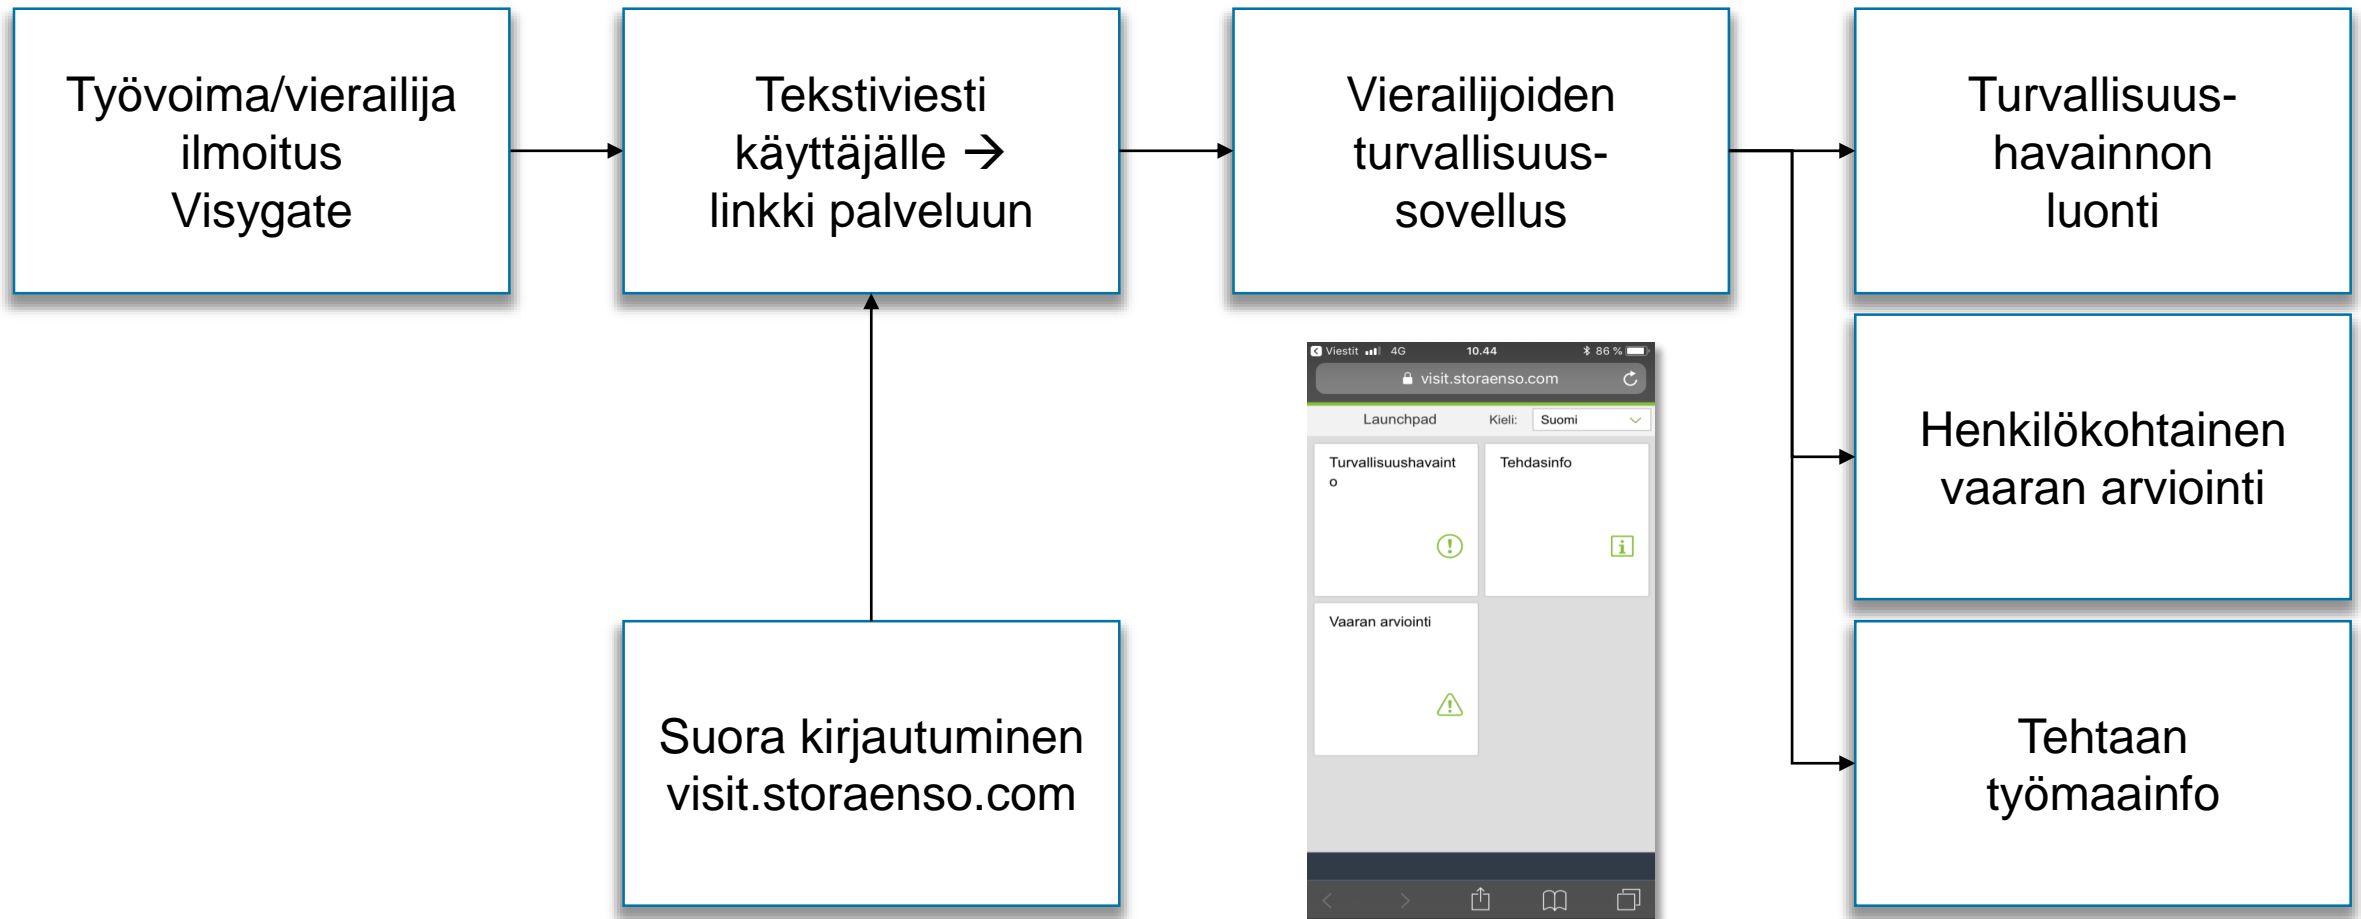 Työvoima/vierailija
ilmoitus
Visygate
Tekstiviesti
käyttäjälle →
linkki palveluun
Vierailijoiden
turvallisuus-
sovellus
Turvallisuus-
havainnon
luonti
Henkilökohtainen
vaaran arviointi
Tehtaan
työmaainfo
Suora kirjautuminen
visit.storaenso.com
Viestit 4G 10.44 86 %
visit.storaenso.com
Launchpad Kieli: Suomi
Turvallisuushavaint
o
Tehdasinfo
Vaaran arviointi